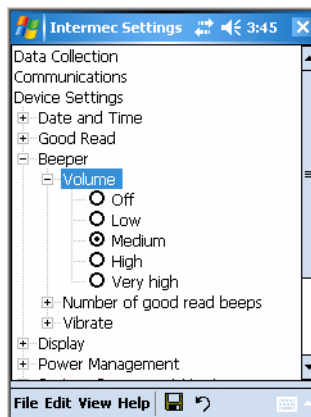 Intermec Settings 3:45
Data Collection
Communications
Device Settings
Date and Time
Good Read
Beeper
Volume
Off
Low
Medium
High
Very high
Number of good read beeps
Vibrate
Display
Power Management
File Edit View Help